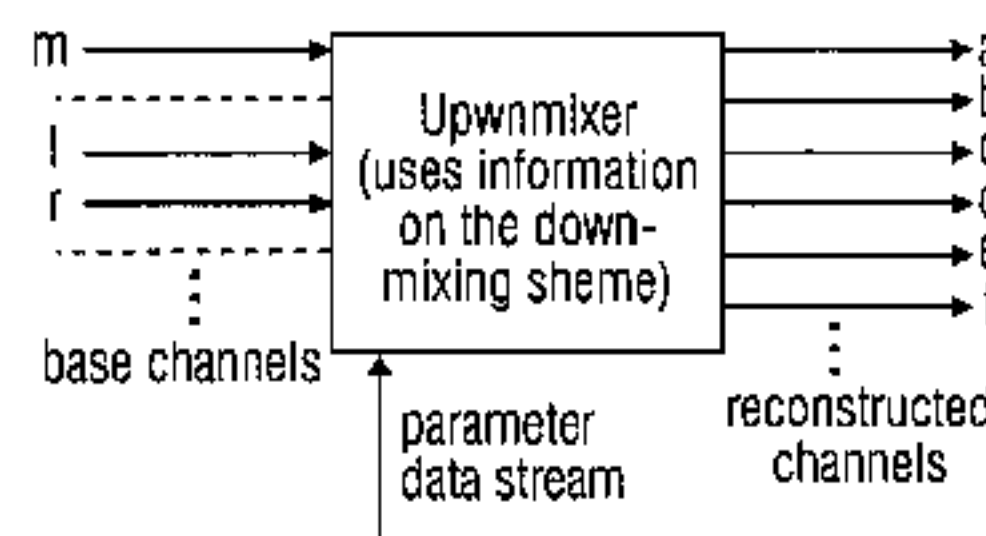 m
l
r
base channels
Upwnmixer
(uses information
on the down-
mixing sheme)
parameter
data stream
reconstructed
channels